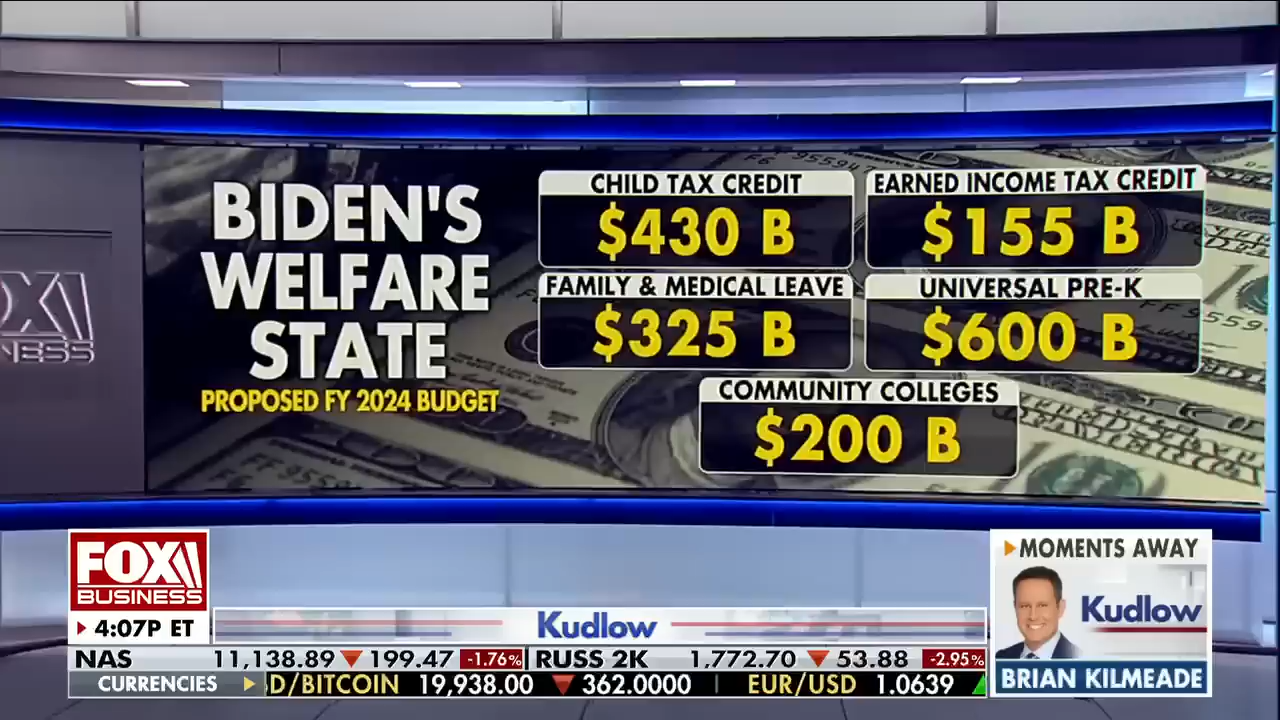 BIDEN'S
WELFARE
STATE
PROPOSED FY 2024 BUDGET
CHILD TAX CREDIT
$430 B
EARNED INCOME TAX CREDIT
$155 B
FAMILY & MEDICAL LEAVE
$325 B
UNIVERSAL PRE-K
$600 B
COMMUNITY COLLEGES
$200 B
FOX
BUSINESS
4:07P ET
Kudlow
MOMENTS AWAY
Kudlow
BRIAN KILMEADE
NAS 11,138.89 199.47 -1.76% RUSS 2K 1,772.70 53.88 -2.95%
CURRENCIES D/BITCOIN 19,938.00 362.0000 EUR/USD 1.0639